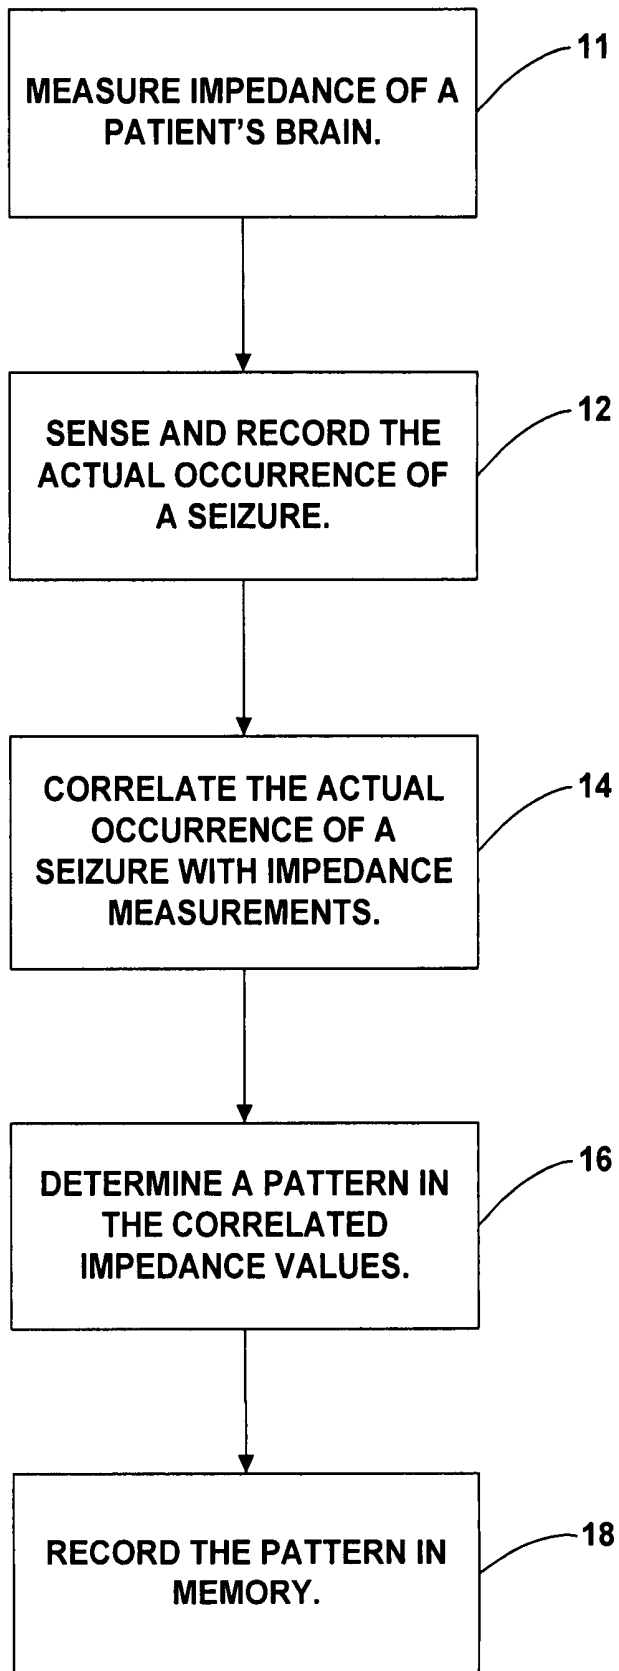 MEASURE IMPEDANCE OF A
PATIENT'S BRAIN.
11
SENSE AND RECORD THE
ACTUAL OCCURRENCE OF
A SEIZURE.
12
CORRELATE THE ACTUAL
OCCURRENCE OF A
SEIZURE WITH IMPEDANCE
MEASUREMENTS.
14
DETERMINE A PATTERN IN
THE CORRELATED
IMPEDANCE VALUES.
16
RECORD THE PATTERN IN
MEMORY.
18